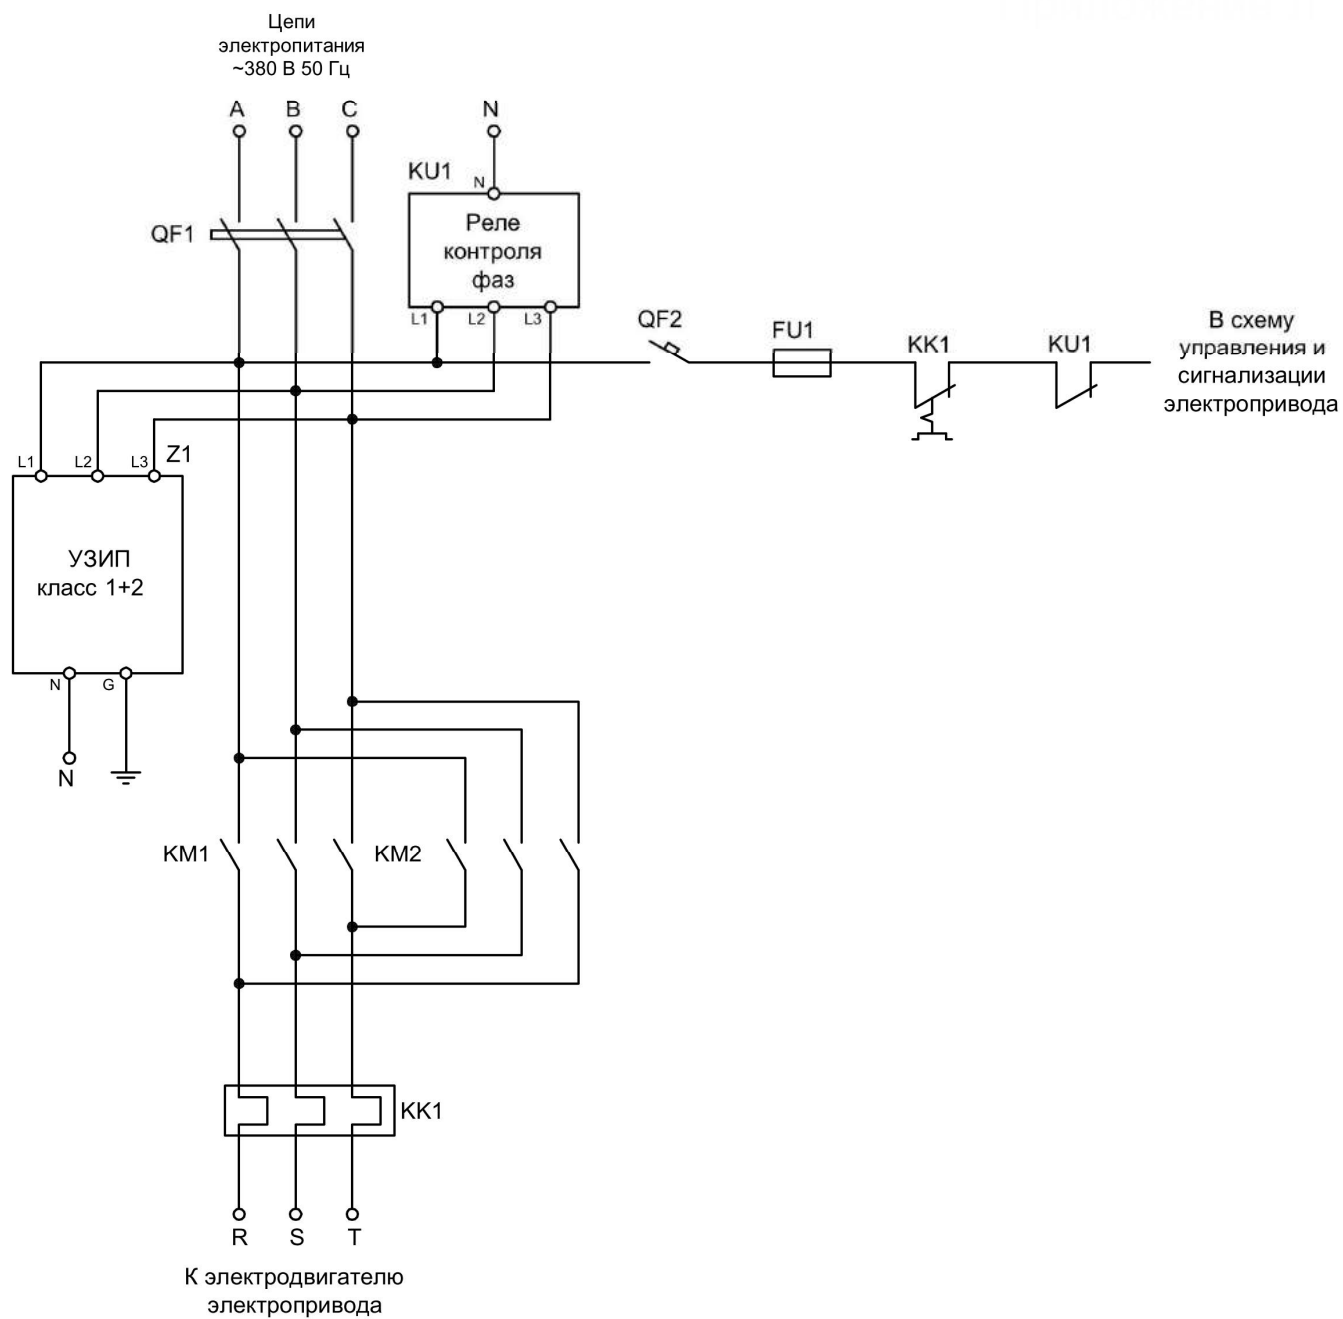 Цепи
электропитания
~380 В 50 Гц
A B C N
KU1
N
Реле
контроля
фаз
QF1
L1 L2 L3
QF2
FU1
KK1
KU1
В схему
управления и
сигнализации
электропривода
L1 L2 L3 Z1
УЗИП
класс 1+2
N G
N
KM1
KM2
KK1
R S T
К электродвигателю
электропривода